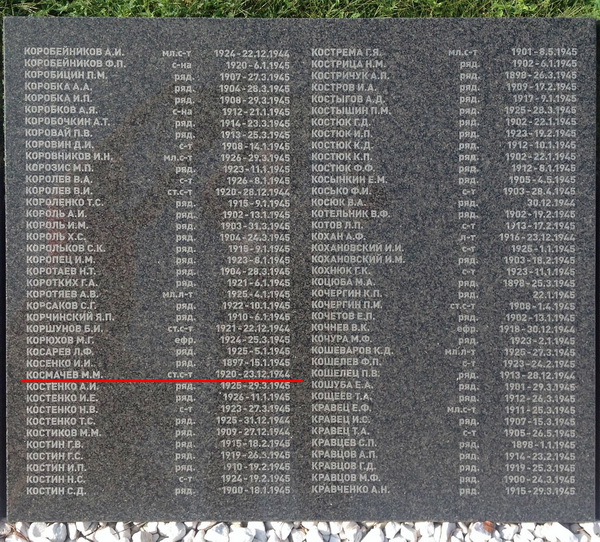 КОРОБЕЙНИКОВ А.И. мл.с-т 1924-22.12.1944
КОРОБЕЙНИКОВ Ф.П. с-на 1920-6.1.1945
КОРОБИЦИН П.М. ряд. 1907-27.3.1945
КОРОБКА А.А. ряд. 1904-28.3.1945
КОРОБКА И.П. ряд. 1908-29.3.1945
КОРОБКОВ А.Я. с-на 1912-21.1.1945
КОРОБОЧКИН А.Т. ряд. 1914-23.3.1945
КОРОВАЙ П.В. ряд. 1913-25.3.1945
КОРОВИН Д.И. с-т 1908-14.1.1945
КОРОВНИКОВ И.Н. мл.с-т 1926-29.3.1945
КОРОЗИС М.П. ряд. 1923-11.1.1945
КОРОЛЕВ В.А. с-т 1926-8.1.1945
КОРОЛЕВ В.И. ст.с-т 1920-28.12.1944
КОРОЛЕНКО Т.С. ряд. 1915-9.1.1945
КОРОЛЬ А.И. ряд. 1902-13.1.1945
КОРОЛЬ И.М. ряд. 1903-31.3.1945
КОРОЛЬ Х.С. ряд. 1904-24.3.1945
КОРОЛЬКОВ С.К. ряд. 1915-9.1.1945
КОРОПЕЦ И.М. ряд. 1923-8.1.1945
КОРОТАЕВ Н.Т. ряд. 1904-28.3.1945
КОРОТКИХ Г.А. ряд. 1921-6.1.1945
КОРОТЯЕВ А.В. мл.л-т 1925-4.1.1945
КОРСАКОВ С.Г. ряд. 1922-10.1.1945
КОРЧИНСКИЙ Я.П. ряд. 1910-6.1.1945
КОРШУНОВ Б.И. ст.с-т 1921-22.12.1944
КОРЮХОВ М.Г. ефр. 1924-25.3.1945
КОСАРЕВ Л.Ф. ряд. 1925-5.1.1945
КОСЕНКО И.И. ряд. 1897-15.1.1945
КОСМАЧЕВ М.М. ст.с-т 1920-23.12.1944
КОСТЕНКО А.И. ряд. 1925-29.3.1945
КОСТЕНКО И.Е. ряд. 1926-11.1.1945
КОСТЕНКО Н.В. с-т 1923-27.3.1945
КОСТЕНКО Т.С. ряд. 1925-31.12.1944
КОСТИКОВ М.М. ряд. 1909-27.12.1944
КОСТИН Г.В. ряд. 1915-18.2.1945
КОСТИН Г.С. ряд. 1919-26.3.1945
КОСТИН И.П. ряд. 1910-19.2.1945
КОСТИН Н.С. с-т 1924-19.2.1945
КОСТИН С.Д. ряд. 1900-18.1.1945
КОСТРЕМА Г.Я. мл.с-т 1901-8.5.1945
КОСТРИЦА Н.М. ряд. 1902-6.1.1945
КОСТРИЧУК А.П. ряд. 1898-26.3.1945
КОСТРОВ И.А. ряд. 1909-17.2.1945
КОСТЫГОВ А.Д. ряд. 1917-9.1.1945
КОСТЫШИН П.М. ряд. 1925-28.3.1945
КОСТЮК Г.Д. ряд. 1902-22.1.1945
КОСТЮК И.П. ряд. 1923-19.2.1945
КОСТЮК К.Д. ряд. 1912-10.1.1945
КОСТЮК К.П. ряд. 1902-22.1.1945
КОСТЮК Ф.Ф. ряд. 1912-8.1.1945
КОСЫНКИН Е.М. ряд. 1905-4.5.1945
КОСЬКО Ф.И. с-т 1903-28.4.1945
КОСЮК В.А. ряд. 30.12.1944
КОТЕЛЬНИК В.Ф. ряд. 1902-19.2.1945
КОТОВ Л.П. с-т 1913-17.2.1945
КОХАН А.Ф. л-т 1916-23.12.1944
КОХАНОВСКИЙ И.И. с-т 1925-1.1.1945
КОХАНОВСКИЙ И.М. ряд. 1903-18.2.1945
КОХНЮК Г.К. с-т 1923-11.1.1945
КОЦЮБА М.А. ряд. 1898-25.3.1945
КОЧЕРГИН К.П. ряд. 22.1.1945
КОЧЕРГИН П.М. ст.с-т 1908-1.4.1945
КОЧЕТОВ Е.П. ряд. 1902-13.1.1945
КОЧНЕВ В.К. ефр. 1918-30.12.1944
КОЧУРА М.Ф. ряд. 1923-2.1.1945
КОШЕВАРОВ К.Д. мл.л-т 1925-27.3.1945
КОШЕЛЕВ Ф.П. с-т 1923-24.2.1945
КОШЕЛЕЦ П.В. ряд. 1913-28.12.1944
КОШУБА Е.А. ряд. 1901-29.3.1945
КОЩЕЕВ Т.А. ряд. 1912-26.3.1945
КРАВЕЦ Е.Ф. мл.с-т 1911-25.3.1945
КРАВЕЦ И.С. ряд. 1907-15.3.1945
КРАВЕЦ Т.А. с-т 1905-26.5.1945
КРАВЦЕВ С.П. ряд. 1898-1.1.1945
КРАВЦОВ А.П. ряд. 1914-23.2.1945
КРАВЦОВ Г.Д. ряд. 1919-25.3.1945
КРАВЦОВ М.Ф. ряд. 1900-24.3.1945
КРАВЧЕНКО А.Н. ряд. 1915-29.3.1945